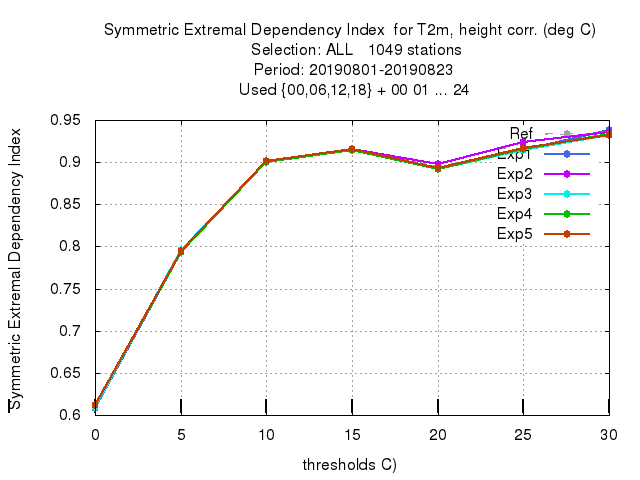 Symmetric Extremal Dependency Index  for T2m, height corr. (deg C)
Selection: ALL   1049 stations
Period: 20190801-20190823
Used {00,06,12,18} + 00 01 ... 24
Symmetric Extremal Dependency Index
0.95
0.9
0.85
0.8
0.75
0.7
0.65
0.6
Ref
Exp1
Exp2
Exp3
Exp4
Exp5
0 5 10 15 20 25 30
thresholds C)